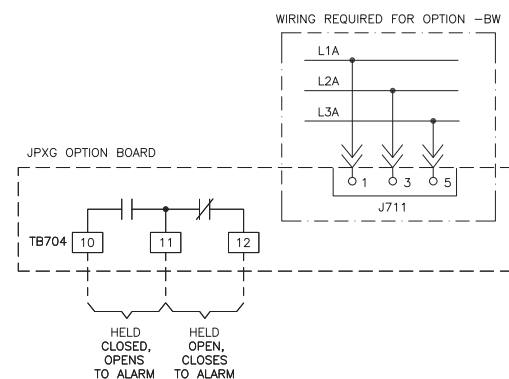 WIRING REQUIRED FOR OPTION -BW
L1A
L2A
L3A
JPXG OPTION BOARD
1 3 5
J711
TB704 10 11 12
HELD
CLOSED,
OPENS
TO ALARM
HELD
OPEN,
CLOSES
TO ALARM